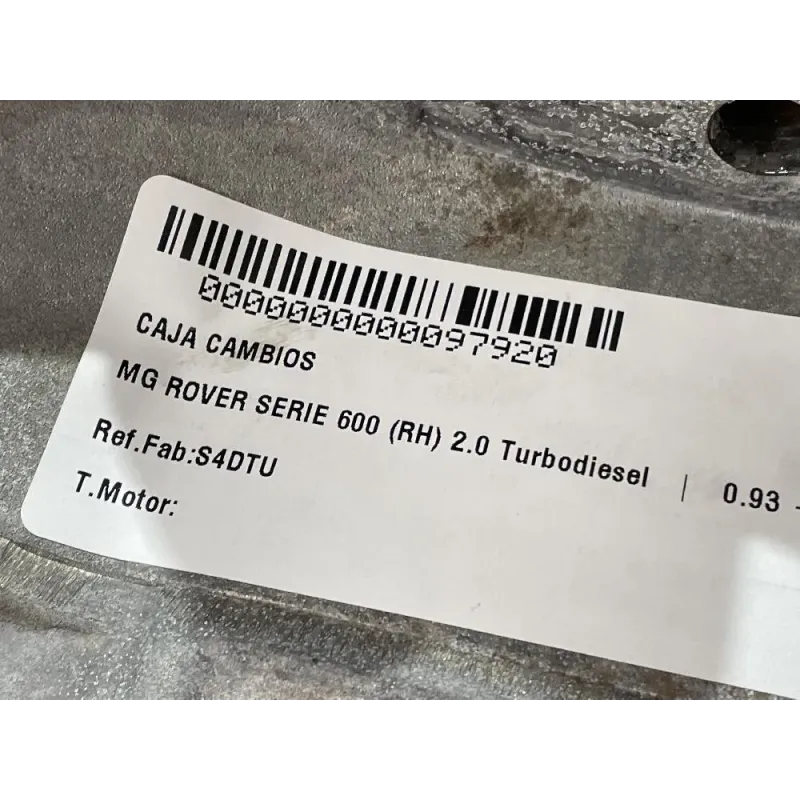 0000000000097920
CAJA CAMBIOS
MG ROVER SERIE 600 (RH) 2.0 Turbodiesel | 0.93 -
Ref.Fab:S4DTU
T.Motor: